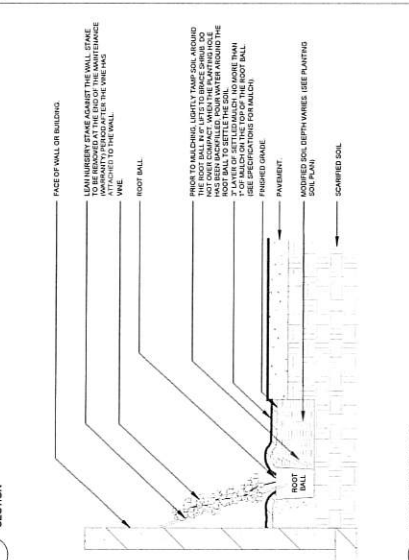 SECTION
FACE OF WALL OR BUILDING.
LEAN NURSERY STAKE AGAINST THE WALL. STAKE
TO BE REMOVED AT THE END OF THE MAINTENANCE
(WARRANTY) PERIOD AFTER THE VINE HAS
ATTACHED TO THE WALL.
VINE.
ROOT BALL.
PRIOR TO MULCHING, LIGHTLY TAMP SOIL AROUND
THE ROOT BALL IN 6" LIFTS TO BRACE SHRUB. DO
NOT OVER COMPACT. WHEN THE PLANTING HOLE
HAS BEEN BACKFILLED, POUR WATER AROUND THE
ROOT BALL TO SETTLE THE SOIL.
3" LAYER OF SETTLED MULCH. NO MORE THAN
1" OF MULCH ON THE TOP OF THE ROOT BALL.
(SEE SPECIFICATIONS FOR MULCH).
FINISHED GRADE.
PAVEMENT.
MODIFIED SOIL. DEPTH VARIES. (SEE PLANTING
SOIL PLAN)
SCARIFIED SOIL.
ROOT
BALL